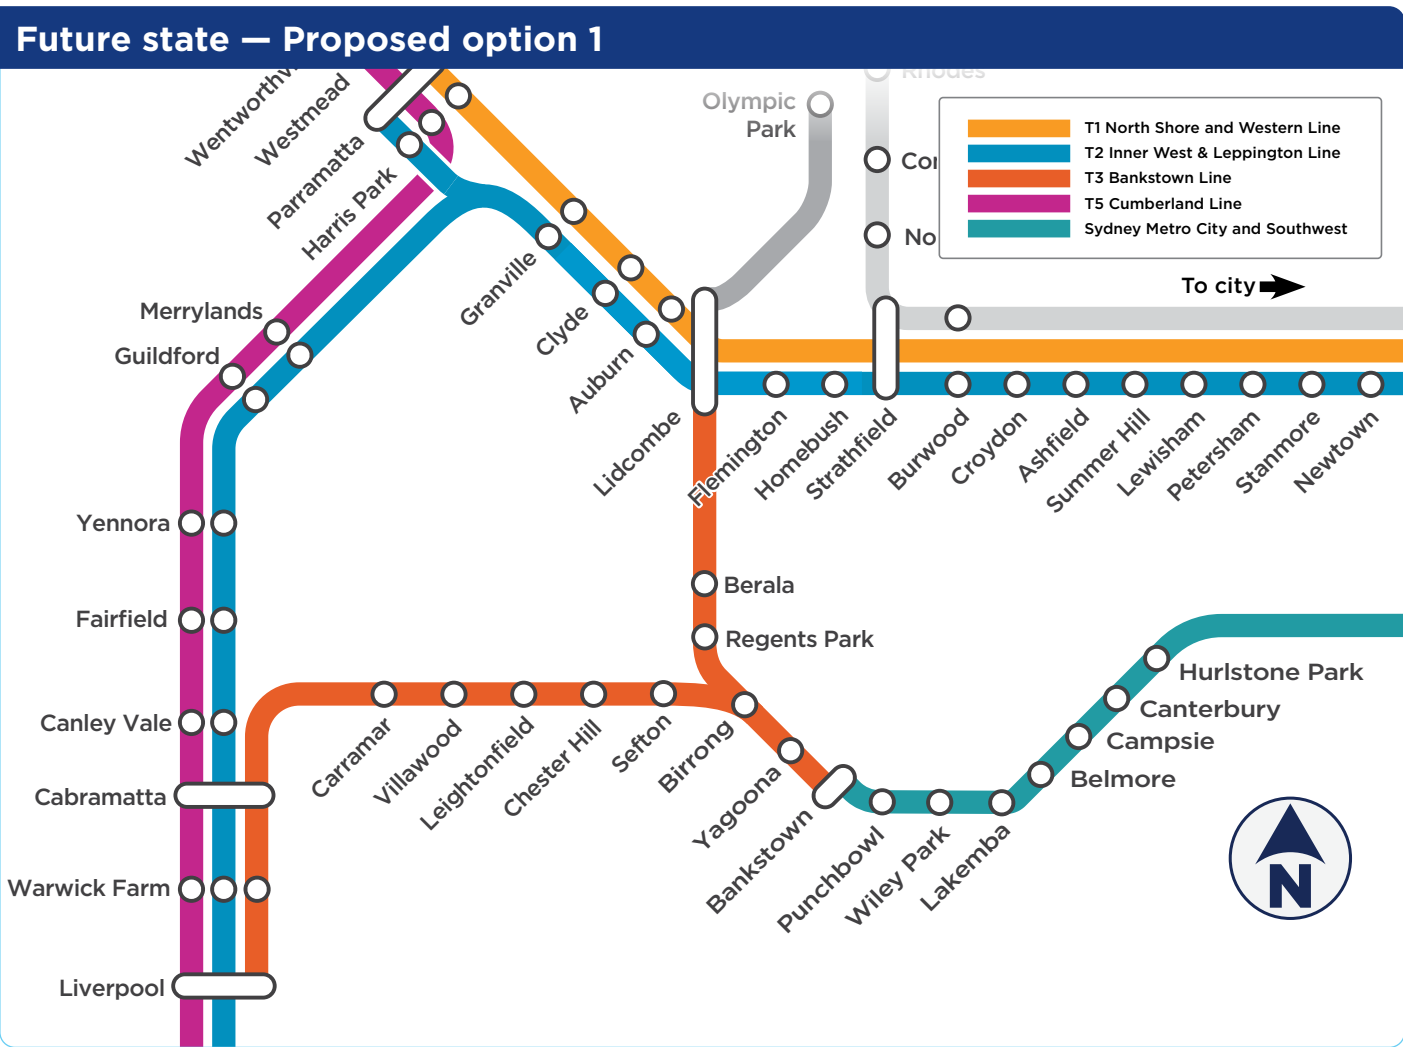 Future state — Proposed option 1
Rhodes
Olympic
Park
T1 North Shore and Western Line
T2 Inner West & Leppington Line
T3 Bankstown Line
T5 Cumberland Line
Sydney Metro City and Southwest
To city
Westmead
Parramatta
Harris Park
Merrylands
Guildford
Granville
Clyde
Auburn
Lidcombe
Flemington
Homebush
Strathfield
Burwood
Croydon
Ashfield
Summer Hill
Lewisham
Petersham
Stanmore
Newtown
Yennora
Fairfield
Canley Vale
Cabramatta
Warwick Farm
Liverpool
Berala
Regents Park
Carramar
Villawood
Leightonfield
Chester Hill
Sefton
Birrong
Yagoona
Bankstown
Punchbowl
Wiley Park
Lakemba
Belmore
Campsie
Canterbury
Hurlstone Park
N